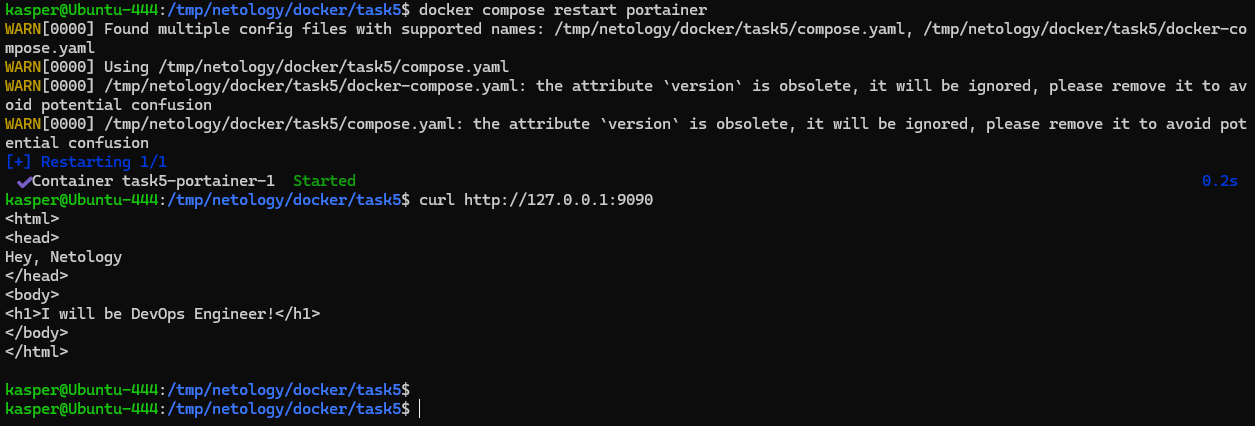 kasper@Ubuntu-444:/tmp/netology/docker/task5$ docker compose restart portainer
WARN[0000] Found multiple config files with supported names: /tmp/netology/docker/task5/compose.yaml, /tmp/netology/docker/task5/docker-co
mpose.yaml
WARN[0000] Using /tmp/netology/docker/task5/compose.yaml
WARN[0000] /tmp/netology/docker/task5/docker-compose.yaml: the attribute `version` is obsolete, it will be ignored, please remove it to av
oid potential confusion
WARN[0000] /tmp/netology/docker/task5/compose.yaml: the attribute `version` is obsolete, it will be ignored, please remove it to avoid pot
ential confusion
[+] Restarting 1/1
✔Container task5-portainer-1  Started 0.2s
kasper@Ubuntu-444:/tmp/netology/docker/task5$ curl http://127.0.0.1:9090
<html>
<head>
Hey, Netology
</head>
<body>
<h1>I will be DevOps Engineer!</h1>
</body>
</html>
kasper@Ubuntu-444:/tmp/netology/docker/task5$
kasper@Ubuntu-444:/tmp/netology/docker/task5$